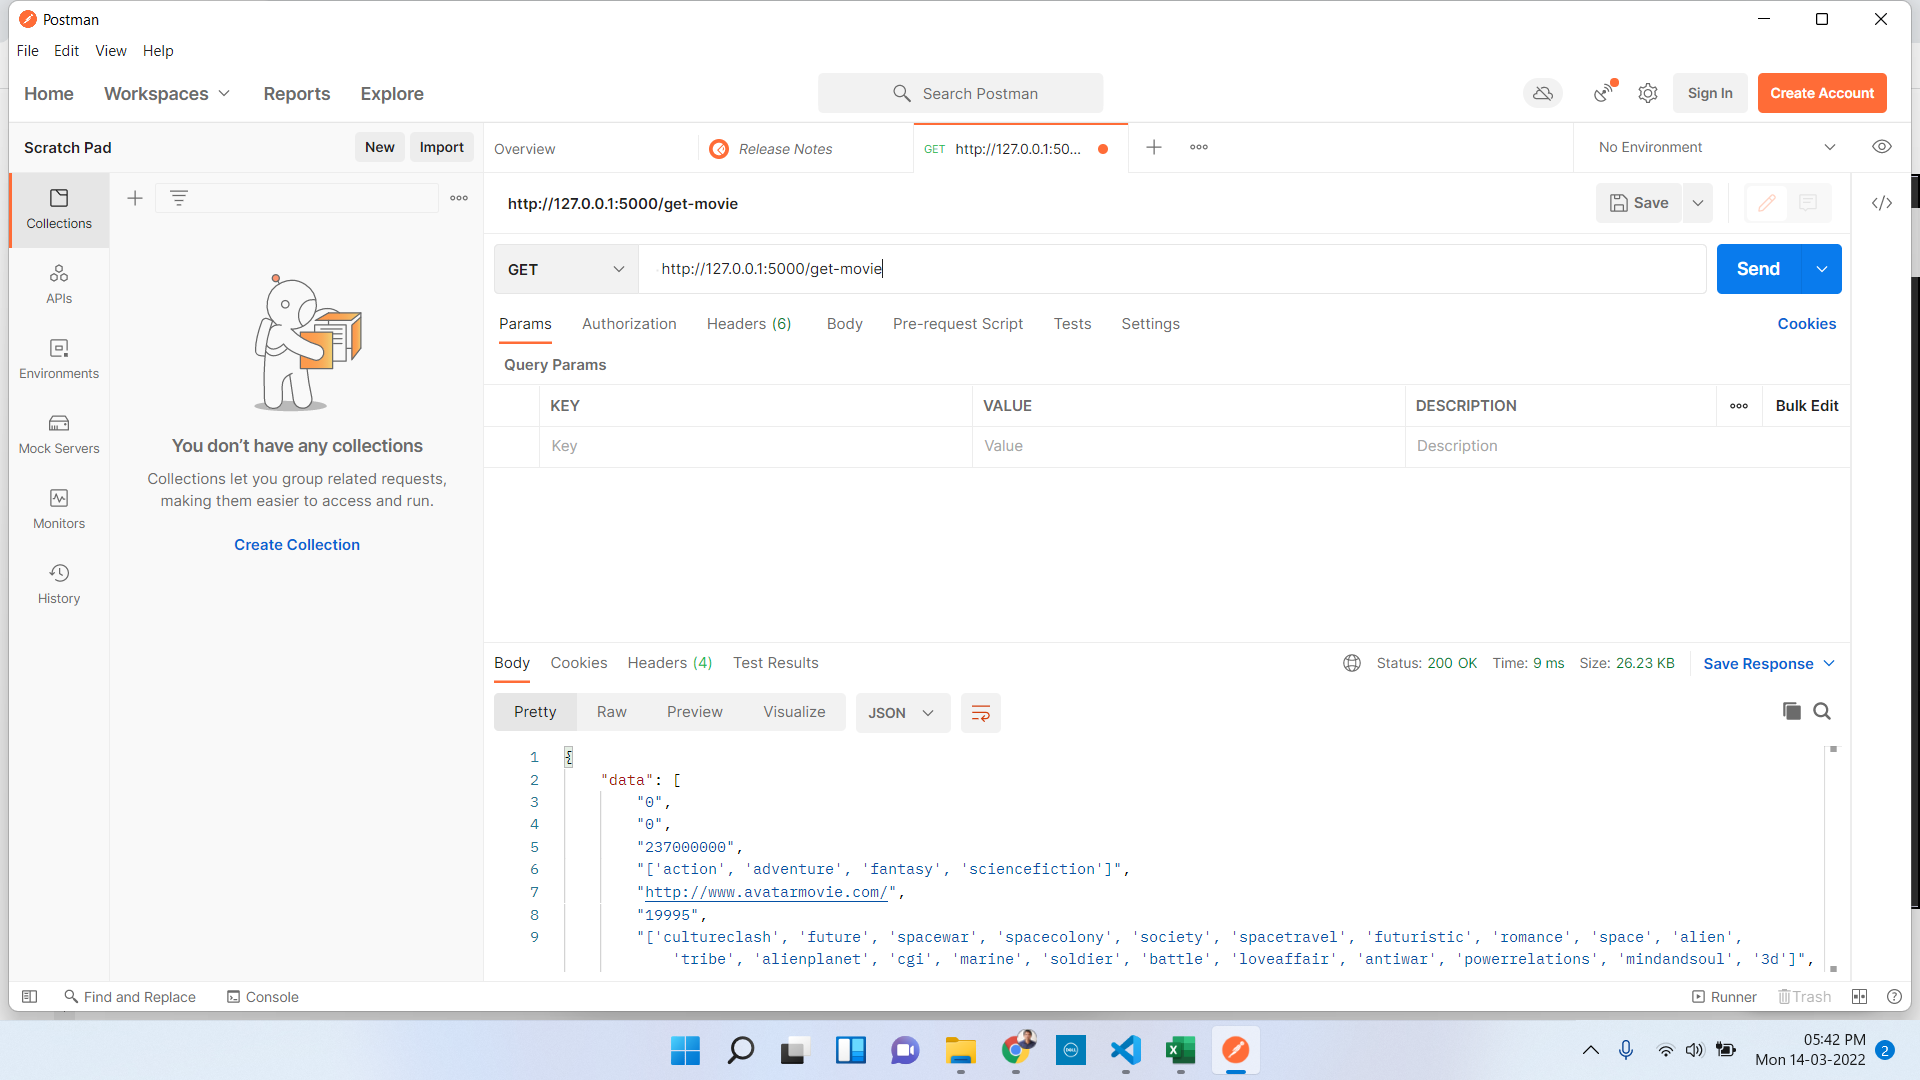 Postman
File Edit View Help
Home Workspaces Reports Explore Search Postman Sign In Create Account
Scratch Pad New Import Overview Release Notes GET http://127.0.0.1:50... No Environment
http://127.0.0.1:5000/get-movie Save
Collections
GET http://127.0.0.1:5000/get-movie Send
APIs
Params Authorization Headers (6) Body Pre-request Script Tests Settings Cookies
Environments
Query Params
KEY VALUE DESCRIPTION Bulk Edit
Key Value Description
Mock Servers
You don't have any collections
Collections let you group related requests,
making them easier to access and run.
Monitors
Create Collection
History
Body Cookies Headers (4) Test Results Status: 200 OK Time: 9 ms Size: 26.23 KB Save Response
Pretty Raw Preview Visualize JSON
1 {
2 "data": [
3 "0",
4 "0",
5 "237000000",
6 "['action', 'adventure', 'fantasy', 'sciencefiction']",
7 "http://www.avatarmovie.com/",
8 "19995",
9 "['cultureclash', 'future', 'spacewar', 'spacecolony', 'society', 'spacetravel', 'futuristic', 'romance', 'space', 'alien',
'tribe', 'alienplanet', 'cgi', 'marine', 'soldier', 'battle', 'loveaffair', 'antiwar', 'powerrelations', 'mindandsoul', '3d']",
Find and Replace Console Runner Trash
DELL
05:42 PM
Mon 14-03-2022 2